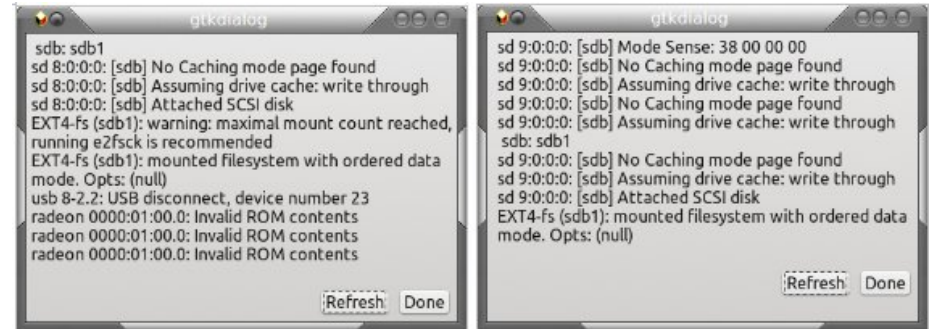 gtkdialog
sdb: sdb1
sd 8:0:0:0: [sdb] No Caching mode page found
sd 8:0:0:0: [sdb] Assuming drive cache: write through
sd 8:0:0:0: [sdb] Attached SCSI disk
EXT4-fs (sdb1): warning: maximal mount count reached,
running e2fsck is recommended
EXT4-fs (sdb1): mounted filesystem with ordered data
mode. Opts: (null)
usb 8-2.2: USB disconnect, device number 23
radeon 0000:01:00.0: Invalid ROM contents
radeon 0000:01:00.0: Invalid ROM contents
radeon 0000:01:00.0: Invalid ROM contents
Refresh Done
gtkdialog
sd 9:0:0:0: [sdb] Mode Sense: 38 00 00 00
sd 9:0:0:0: [sdb] No Caching mode page found
sd 9:0:0:0: [sdb] Assuming drive cache: write through
sd 9:0:0:0: [sdb] No Caching mode page found
sd 9:0:0:0: [sdb] Assuming drive cache: write through
sdb: sdb1
sd 9:0:0:0: [sdb] No Caching mode page found
sd 9:0:0:0: [sdb] Assuming drive cache: write through
sd 9:0:0:0: [sdb] Attached SCSI disk
EXT4-fs (sdb1): mounted filesystem with ordered data
mode. Opts: (null)
Refresh Done